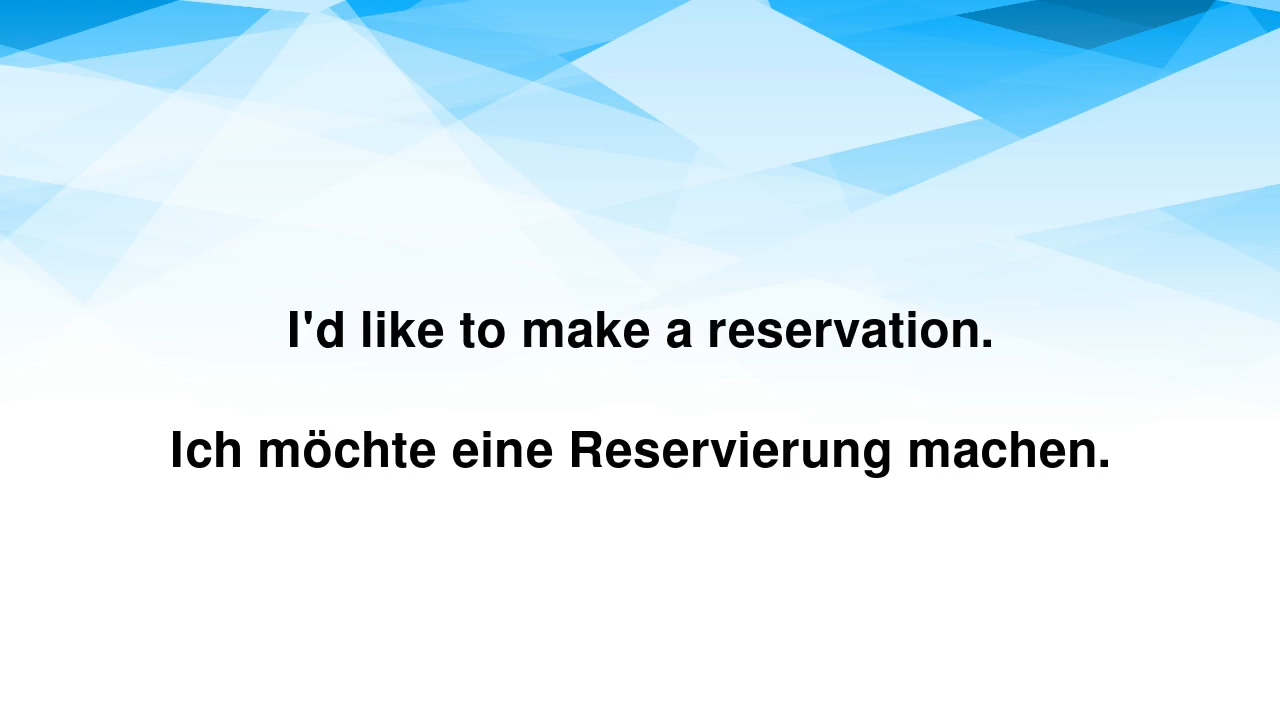 I'd like to make a reservation.
Ich möchte eine Reservierung machen.